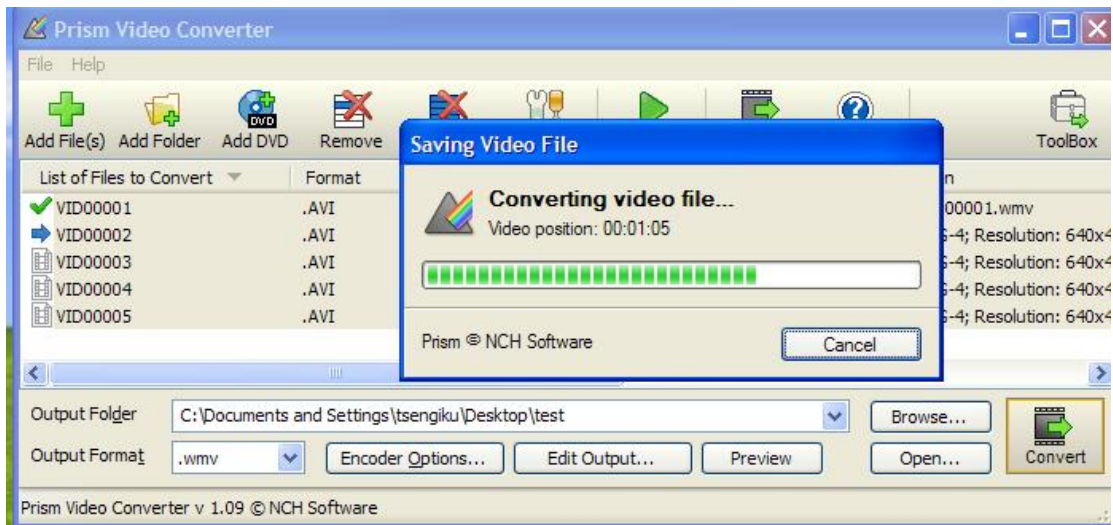 Prism Video Converter
File Help
Add File(s) Add Folder Add DVD Remove ToolBox
Saving Video File
List of Files to Convert Format n
VID00001 .AVI 00001.wmv
VID00002 .AVI -4; Resolution: 640x4
VID00003 .AVI -4; Resolution: 640x4
VID00004 .AVI -4; Resolution: 640x4
VID00005 .AVI -4; Resolution: 640x4
Converting video file...
Video position: 00:01:05
Prism © NCH Software Cancel
Output Folder C:\Documents and Settings\tsengiku\Desktop\test Browse...
Output Format .wmv Encoder Options... Edit Output... Preview Open... Convert
Prism Video Converter v 1.09 © NCH Software